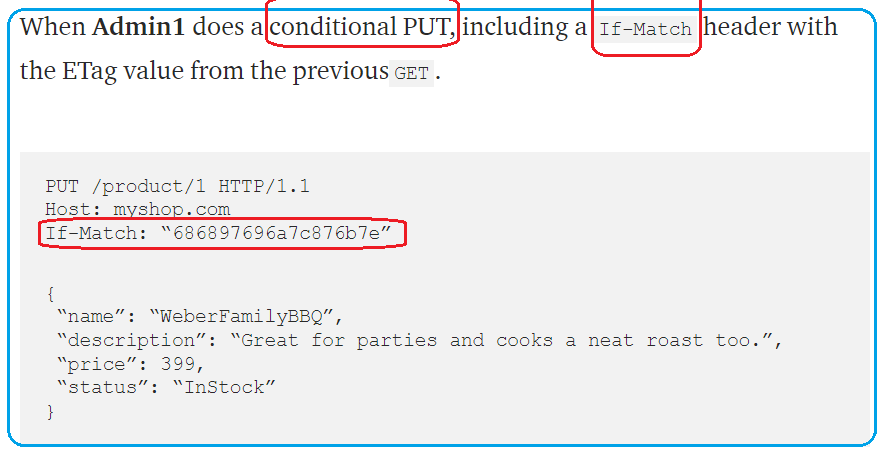 When Admin1 does a conditional PUT, including a If-Match header with
the ETag value from the previous GET.
PUT /product/1 HTTP/1.1
Host: myshop.com
If-Match: “686897696a7c876b7e”
{
“name”: “WeberFamilyBBQ”,
“description”: “Great for parties and cooks a neat roast too.”,
“price”: 399,
“status”: “InStock”
}